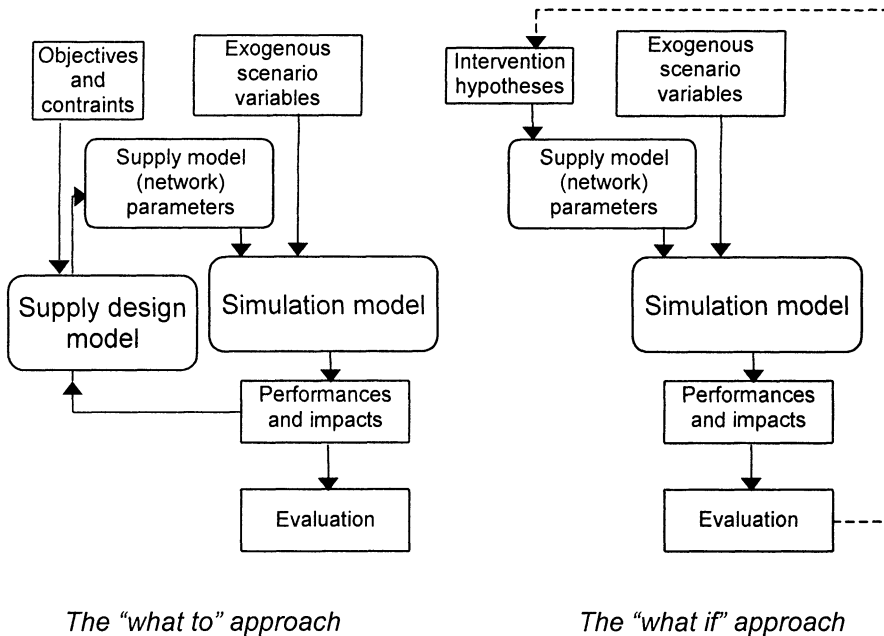 Objectives
and
contraints
Exogenous
scenario
variables
Supply model
(network)
parameters
Supply design
model
Simulation model
Performances
and impacts
Evaluation
The “what to” approach
Intervention
hypotheses
Exogenous
scenario
variables
Supply model
(network)
parameters
Simulation model
Performances
and impacts
Evaluation
The “what if” approach